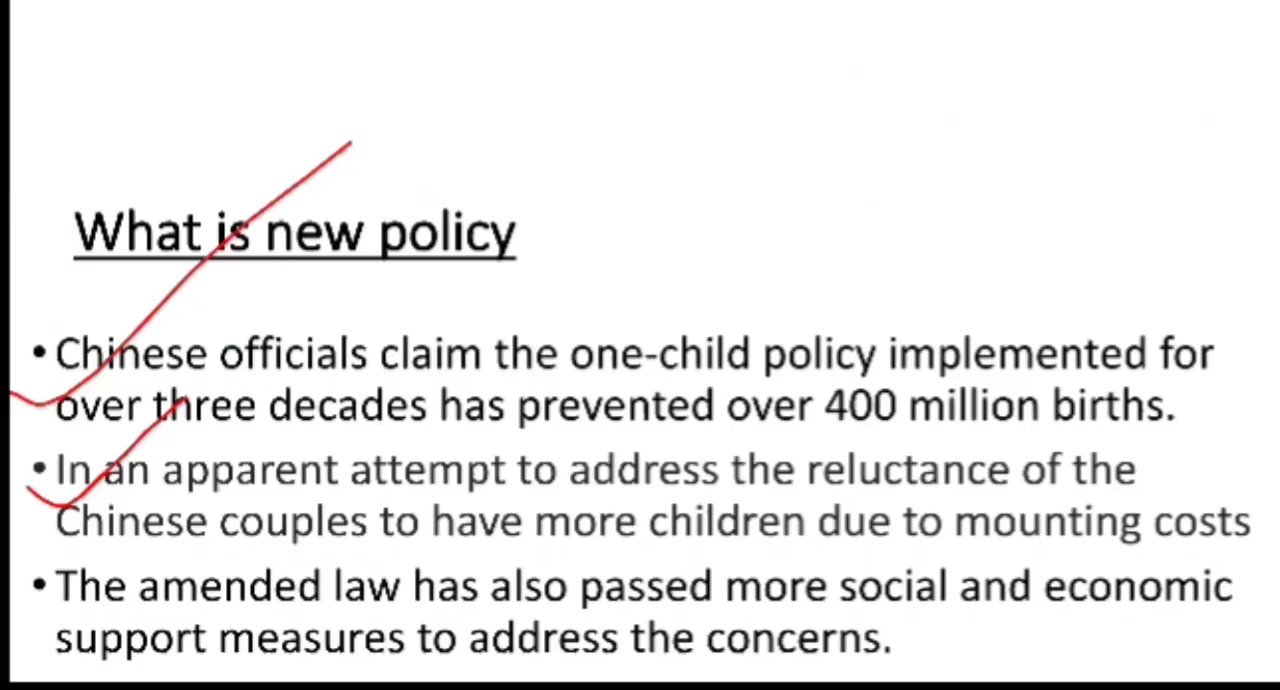 What is new policy
• Chinese officials claim the one-child policy implemented for
over three decades has prevented over 400 million births.
• In an apparent attempt to address the reluctance of the
Chinese couples to have more children due to mounting costs
• The amended law has also passed more social and economic
support measures to address the concerns.